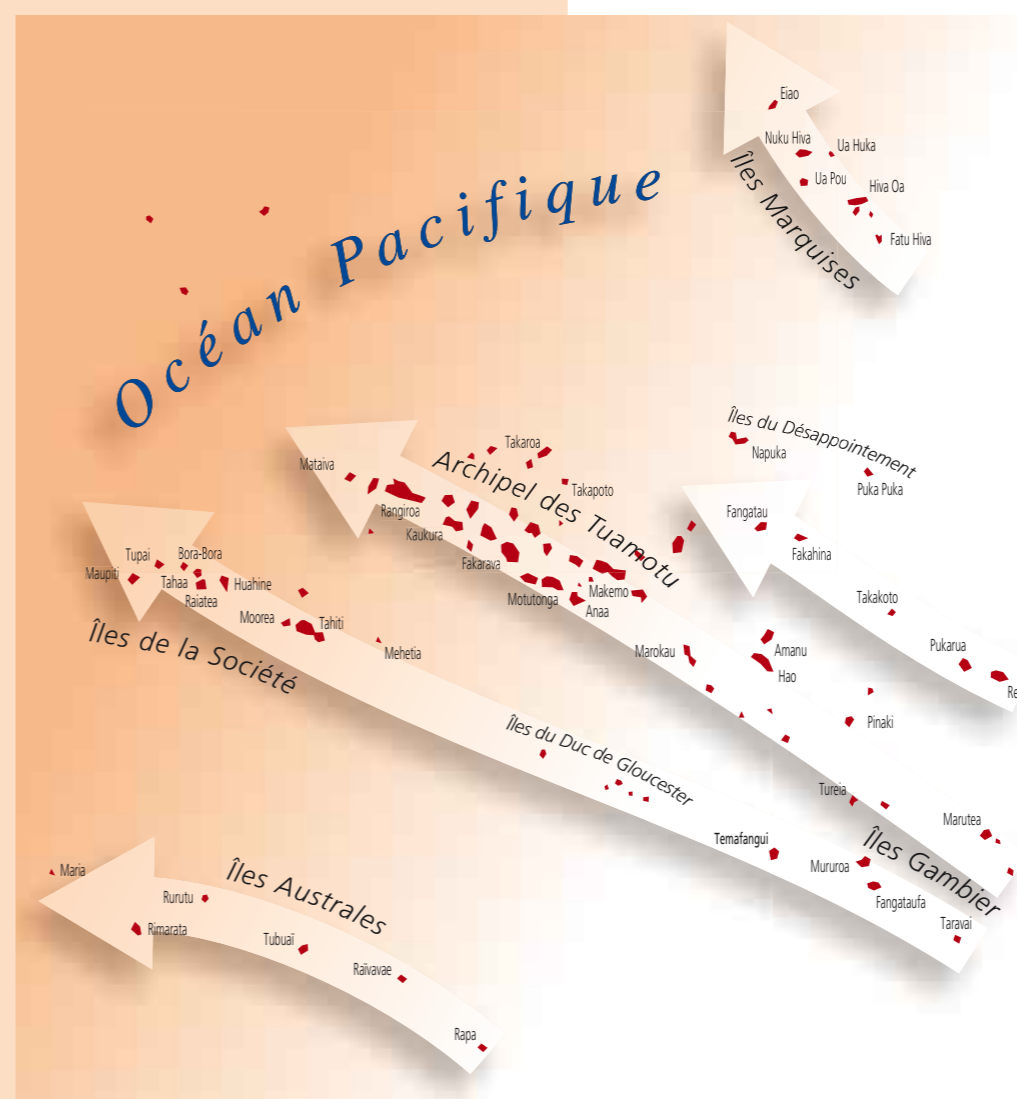 Océan Pacifique
Eiao
Nuku Hiva
Ua Huka
Ua Pou
Hiva Oa
Fatu Hiva
Îles Marquises
Îles du Désappointement
Napuka
Puka Puka
Takaroa
Archipel des Tuamotu
Mataiva
Takapoto
Rangiroa
Kaukura
Fakarava
Motutonga
Makemo
Anaa
Fangatau
Fakahina
Takakoto
Pukarua
Re
Tupai
Bora-Bora
Maupiti
Tahaa
Huahine
Raiatea
Moorea
Tahiti
Mehetia
Îles de la Société
Marokau
Amanu
Hao
Pinaki
Îles du Duc de Gloucester
Tureia
Marutea
Temafangui
Îles Gambier
Mururoa
Fangataufa
Taravai
Maria
Îles Australes
Rurutu
Rimarata
Tubuaï
Raïvavae
Rapa